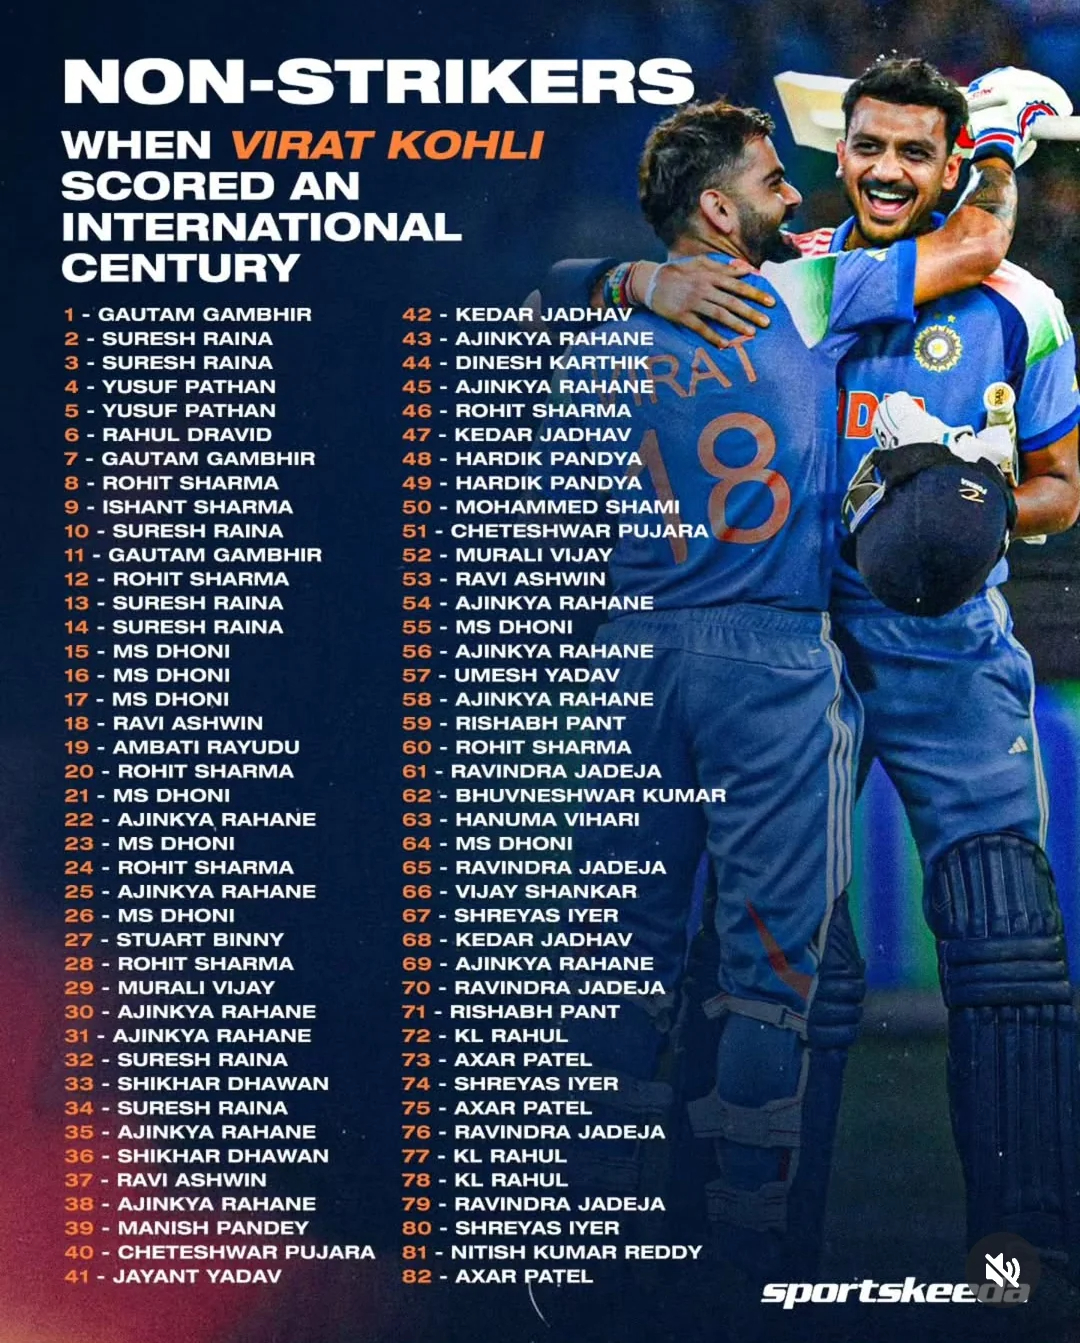 NON-STRIKERS
WHEN VIRAT KOHLI
SCORED AN
INTERNATIONAL
CENTURY
1 - GAUTAM GAMBHIR
2 - SURESH RAINA
3 - SURESH RAINA
4 - YUSUF PATHAN
5 - YUSUF PATHAN
6 - RAHUL DRAVID
7 - GAUTAM GAMBHIR
8 - ROHIT SHARMA
9 - ISHANT SHARMA
10 - SURESH RAINA
11 - GAUTAM GAMBHIR
12 - ROHIT SHARMA
13 - SURESH RAINA
14 - SURESH RAINA
15 - MS DHONI
16 - MS DHONI
17 - MS DHONI
18 - RAVI ASHWIN
19 - AMBATI RAYUDU
20 - ROHIT SHARMA
21 - MS DHONI
22 - AJINKYA RAHANE
23 - MS DHONI
24 - ROHIT SHARMA
25 - AJINKYA RAHANE
26 - MS DHONI
27 - STUART BINNY
28 - ROHIT SHARMA
29 - MURALI VIJAY
30 - AJINKYA RAHANE
31 - AJINKYA RAHANE
32 - SURESH RAINA
33 - SHIKHAR DHAWAN
34 - SURESH RAINA
35 - AJINKYA RAHANE
36 - SHIKHAR DHAWAN
37 - RAVI ASHWIN
38 - AJINKYA RAHANE
39 - MANISH PANDEY
40 - CHETESHWAR PUJARA
41 - JAYANT YADAV
42 - KEDAR JADHAV
43 - AJINKYA RAHANE
44 - DINESH KARTHIK
45 - AJINKYA RAHANE
46 - ROHIT SHARMA
47 - KEDAR JADHAV
48 - HARDIK PANDYA
49 - HARDIK PANDYA
50 - MOHAMMED SHAMI
51 - CHETESHWAR PUJARA
52 - MURALI VIJAY
53 - RAVI ASHWIN
54 - AJINKYA RAHANE
55 - MS DHONI
56 - AJINKYA RAHANE
57 - UMESH YADAV
58 - AJINKYA RAHANE
59 - RISHABH PANT
60 - ROHIT SHARMA
61 - RAVINDRA JADEJA
62 - BHUVNESHWAR KUMAR
63 - HANUMA VIHARI
64 - MS DHONI
65 - RAVINDRA JADEJA
66 - VIJAY SHANKAR
67 - SHREYAS IYER
68 - KEDAR JADHAV
69 - AJINKYA RAHANE
70 - RAVINDRA JADEJA
71 - RISHABH PANT
72 - KL RAHUL
73 - AXAR PATEL
74 - SHREYAS IYER
75 - AXAR PATEL
76 - RAVINDRA JADEJA
77 - KL RAHUL
78 - KL RAHUL
79 - RAVINDRA JADEJA
80 - SHREYAS IYER
81 - NITISH KUMAR REDDY
82 - AXAR PATEL
VIRAT
18
sportskeeda